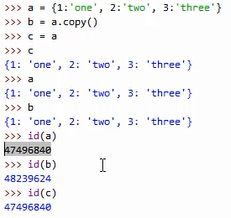 >>> a = {1:'one', 2:'two', 3:'three'}
>>> b = a.copy()
>>> c = a
>>> c
{1: 'one', 2: 'two', 3: 'three'}
>>> a
{1: 'one', 2: 'two', 3: 'three'}
>>> b
{1: 'one', 2: 'two', 3: 'three'}
>>> id(a)
47496840
>>> id(b)
48239624
>>> id(c)
47496840